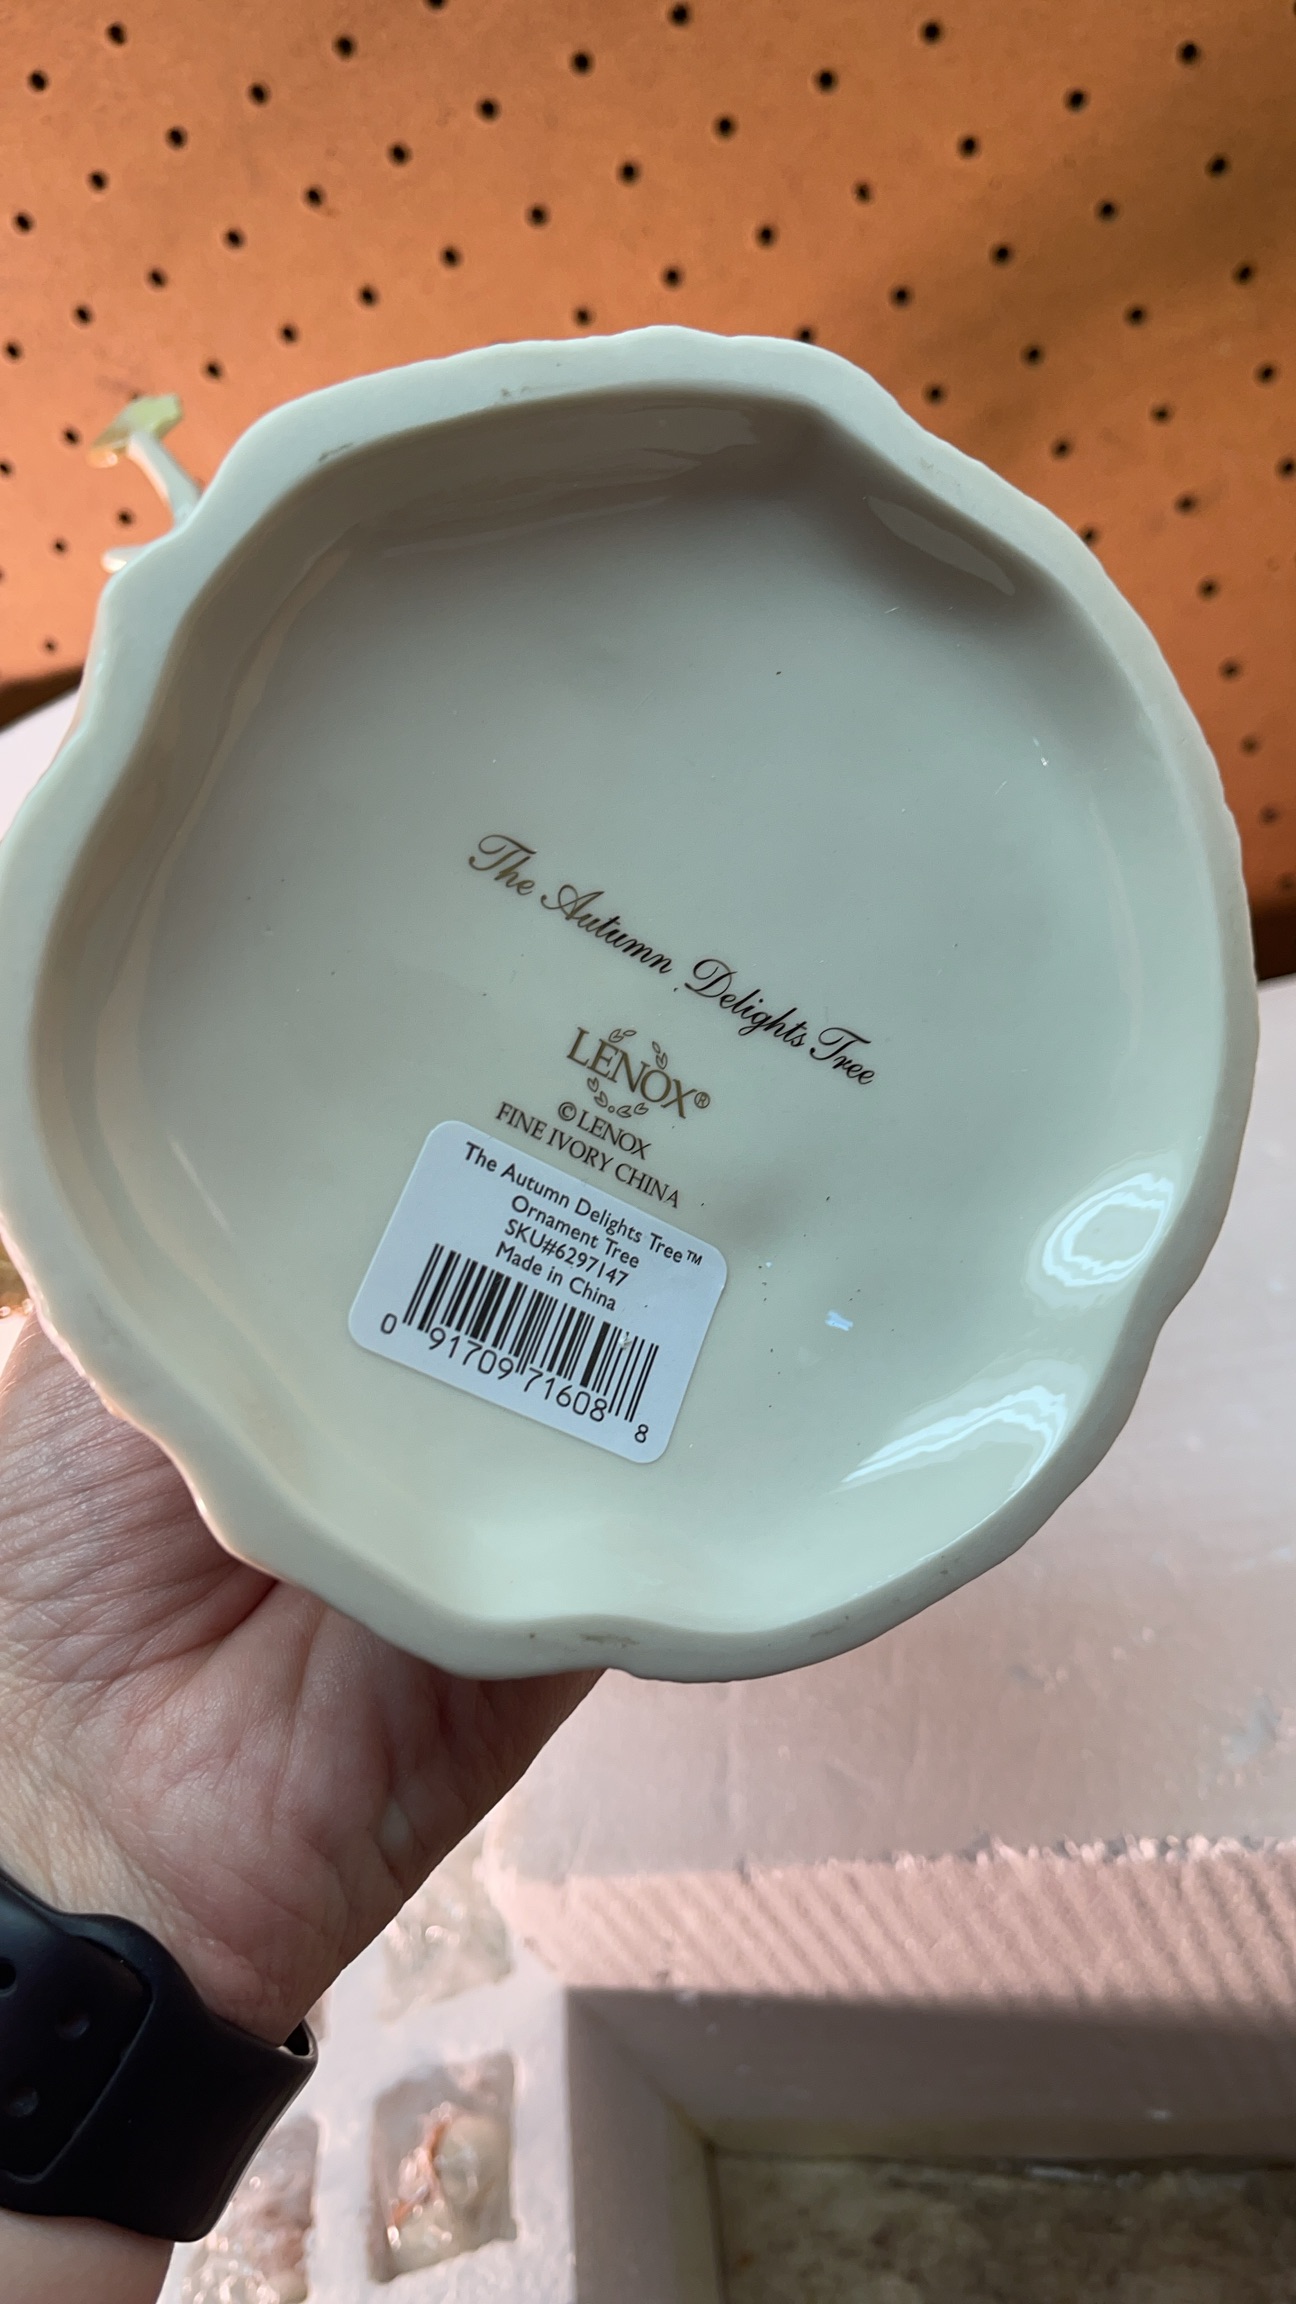 The Autumn Delights Tree
LENOX®
© LENOX
FINE IVORY CHINA
The Autumn Delights Tree™
Ornament Tree
SKU#6297147
Made in China
0 91709 71608 8